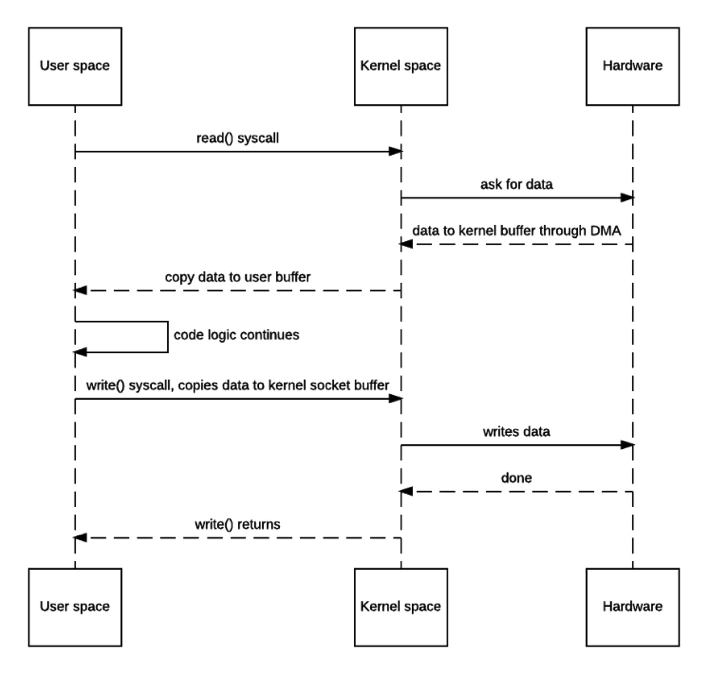 User space
Kernel space
Hardware
read() syscall
ask for data
data to kernel buffer through DMA
copy data to user buffer
code logic continues
write() syscall, copies data to kernel socket buffer
writes data
done
write() returns
User space
Kernel space
Hardware